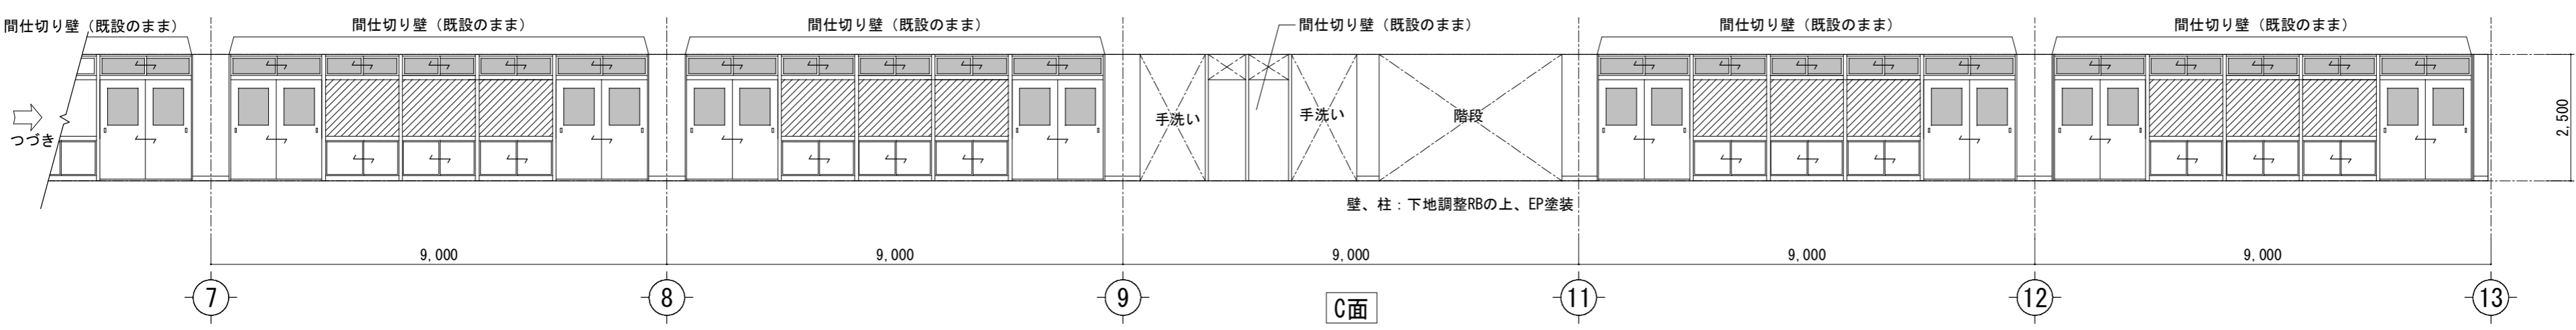 間仕切り壁（既設のまま）
間仕切り壁（既設のまま）
間仕切り壁（既設のまま）
間仕切り壁（既設のまま）
間仕切り壁（既設のまま）
間仕切り壁（既設のまま）
つづき
手洗い
手洗い
階段
2,500
壁、柱：下地調整RBの上、EP塗装
9,000
9,000
9,000
9,000
9,000
7
8
9
C面
11
12
13